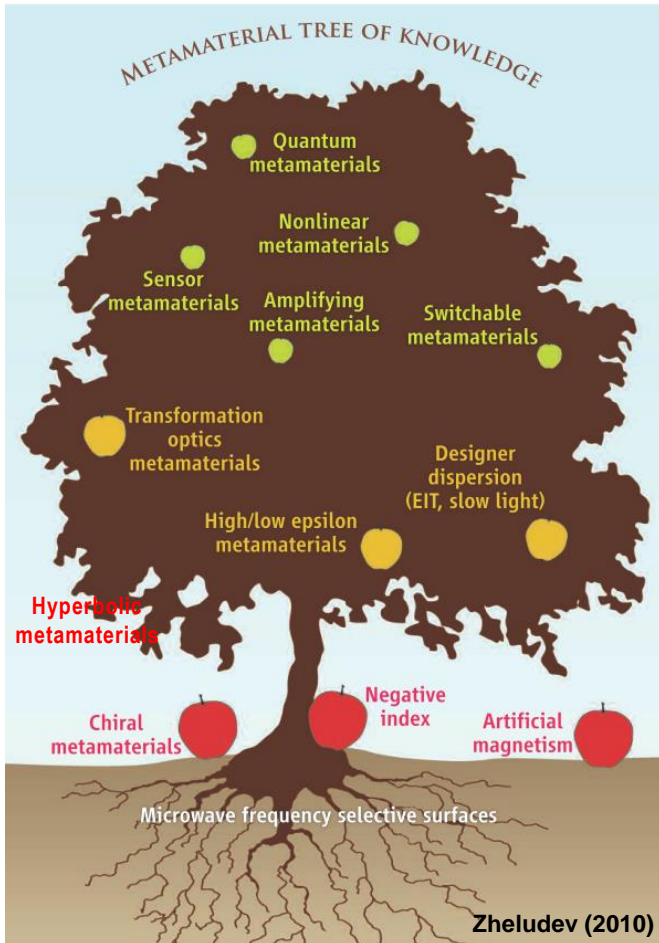 METAMATERIAL TREE OF KNOWLEDGE
Quantum
metamaterials
Nonlinear
metamaterials
Sensor
metamaterials
Amplifying
metamaterials
Switchable
metamaterials
Transformation
optics
metamaterials
Designer
dispersion
(EIT, slow light)
High/low epsilon
metamaterials
Hyperbolic
metamaterials
Chiral
metamaterials
Negative
index
Artificial
magnetism
Microwave frequency selective surfaces
Zheludev (2010)